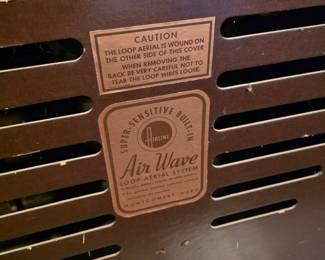 CAUTION
THE LOOP AERIAL IS WOUND ON
THE OTHER SIDE OF THIS COVER
WHEN REMOVING THE
BACK BE VERY CAREFUL NOT TO
TEAR THE LOOP WIRES LOOSE.
SUPER-SENSITIVE BUILT-IN
AIRLINE
Air Wave
LOOP AERIAL SYSTEM
MONTGOMERY WARD